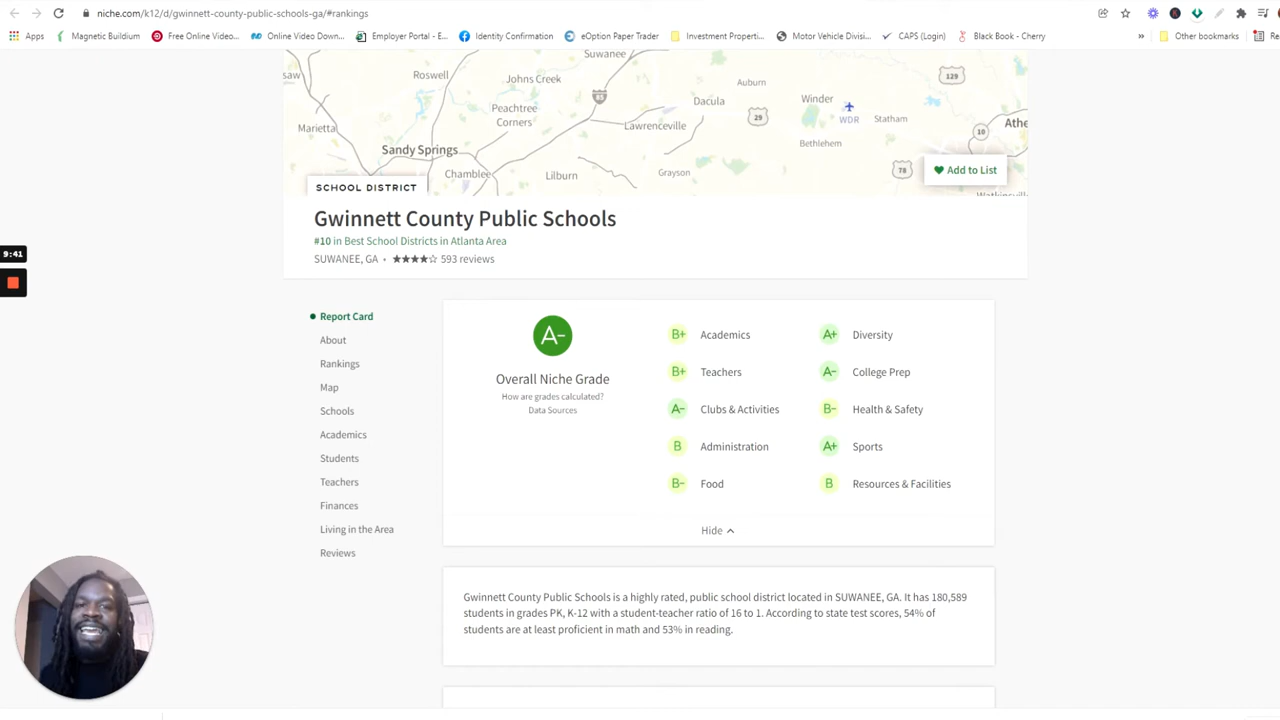 niche.com/k12/d/gwinnett-county-public-schools-ga/#rankings
Apps Magnetic Buildium Free Online Video... Online Video Down... Employer Portal - E... Identity Confirmation eOption Paper Trader Investment Properti... Motor Vehicle Divisi... CAPS (Login) Black Book - Cherry » Other bookmarks
saw Roswell Johns Creek Suwanee Auburn 129
Peachtree Corners 85 Dacula 29 Winder WDR Statham
Marietta Lawrenceville 10 Athe
Sandy Springs Bethlehem
Chamblee Lilburn Grayson 78 Add to List
SCHOOL DISTRICT
Gwinnett County Public Schools
#10 in Best School Districts in Atlanta Area
SUWANEE, GA • ★★★★☆ 593 reviews
9:41
Report Card
About
Rankings
Map
Schools
Academics
Students
Teachers
Finances
Living in the Area
Reviews
A-
Overall Niche Grade
How are grades calculated?
Data Sources
B+ Academics
B+ Teachers
A- Clubs & Activities
B Administration
B- Food
A+ Diversity
A- College Prep
B- Health & Safety
A+ Sports
B Resources & Facilities
Hide
Gwinnett County Public Schools is a highly rated, public school district located in SUWANEE, GA. It has 180,589
students in grades PK, K-12 with a student-teacher ratio of 16 to 1. According to state test scores, 54% of
students are at least proficient in math and 53% in reading.